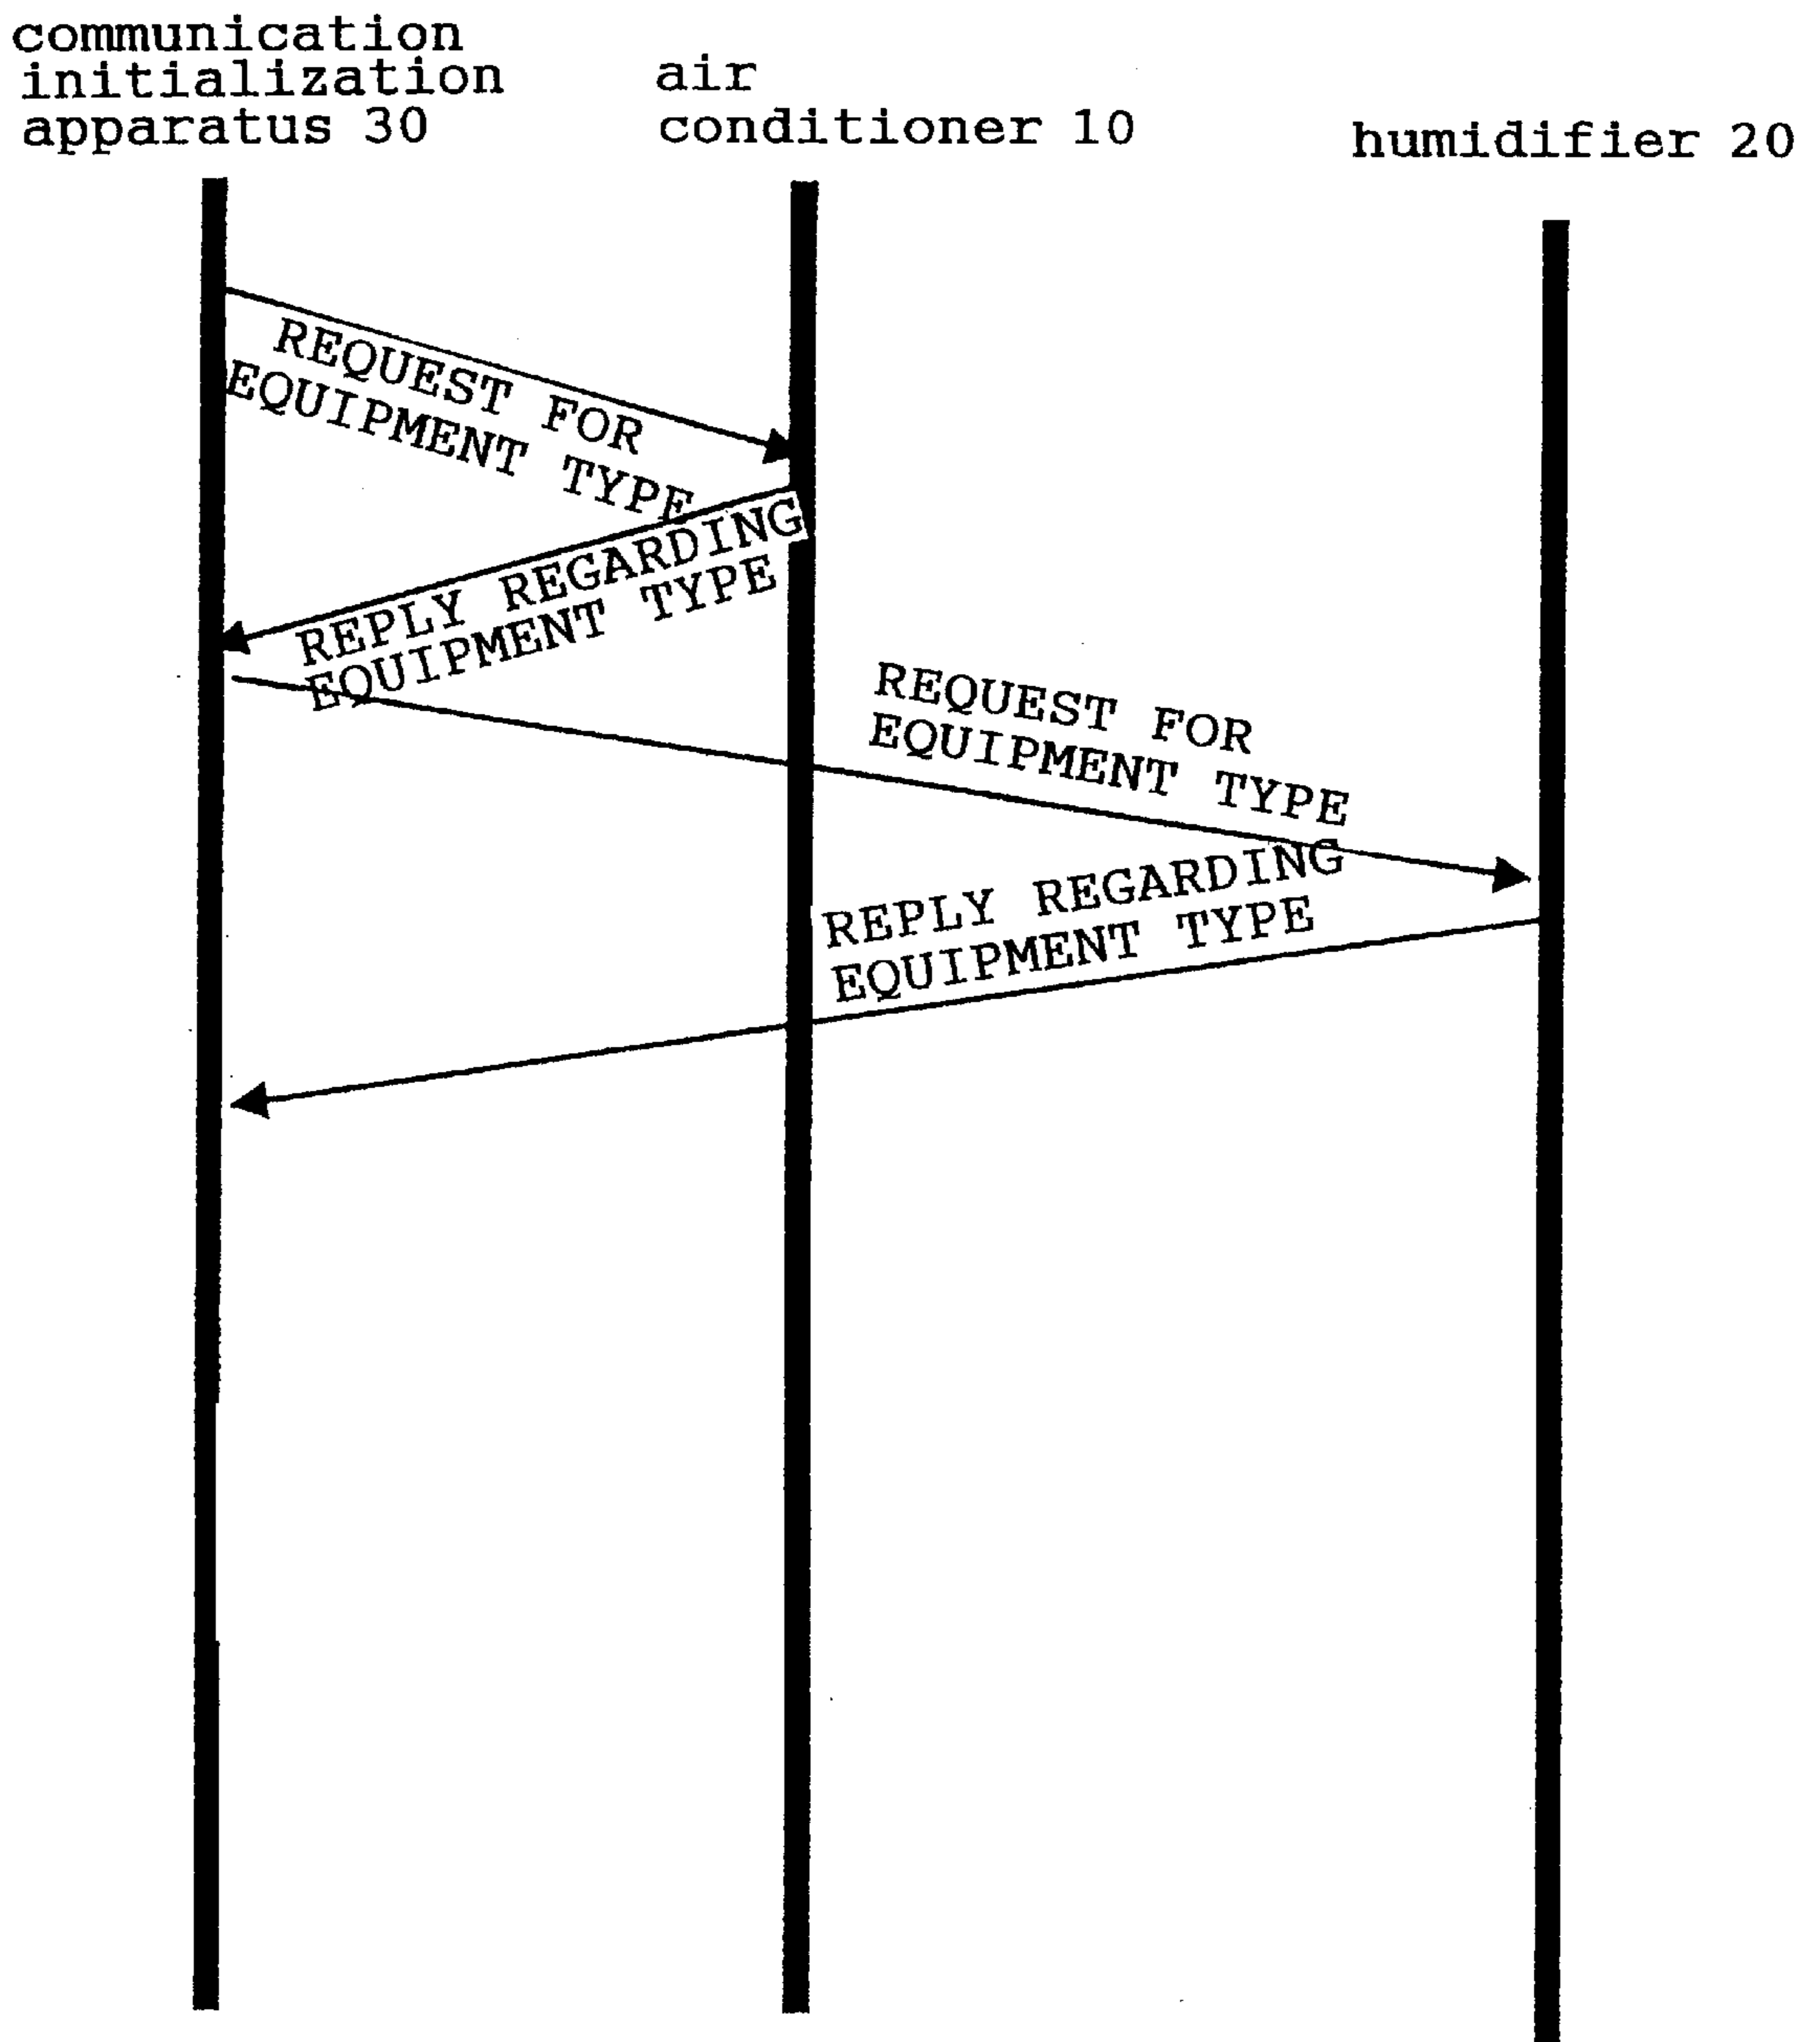 communication
initialization
apparatus 30
air
conditioner 10
humidifier 20
REQUEST FOR
EQUIPMENT TYPE
REPLY REGARDING
EQUIPMENT TYPE
REQUEST FOR
EQUIPMENT TYPE
REPLY REGARDING
EQUIPMENT TYPE